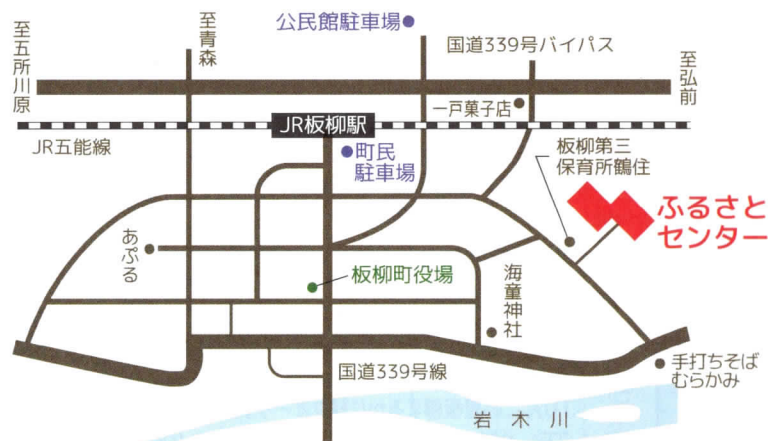 至五所川原
至青森
公民館駐車場
国道339号バイパス
至弘前
一戸菓子店
JR板柳駅
JR五能線
町民
駐車場
板柳第三
保育所鶴住
ふるさと
センター
あぷる
板柳町役場
海童神社
国道339号線
手打ちそば
むらかみ
岩木川